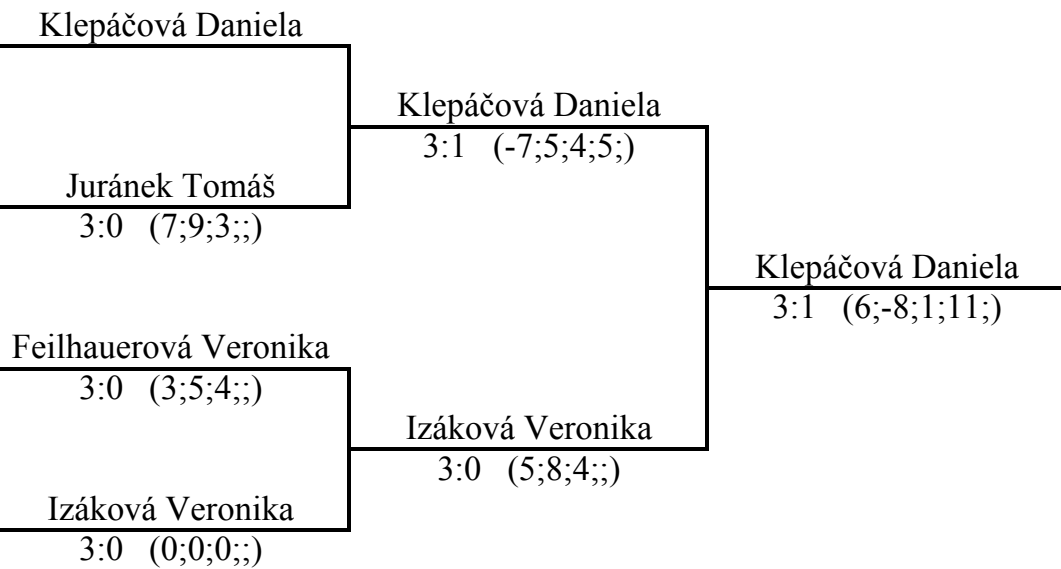 Klepáčová Daniela
Klepáčová Daniela
3:1 (-7;5;4;5;)
Juránek Tomáš
3:0 (7;9;3;;)
Klepáčová Daniela
3:1 (6;-8;1;11;)
Feilhauerová Veronika
3:0 (3;5;4;;)
Izáková Veronika
3:0 (5;8;4;;)
Izáková Veronika
3:0 (0;0;0;;)